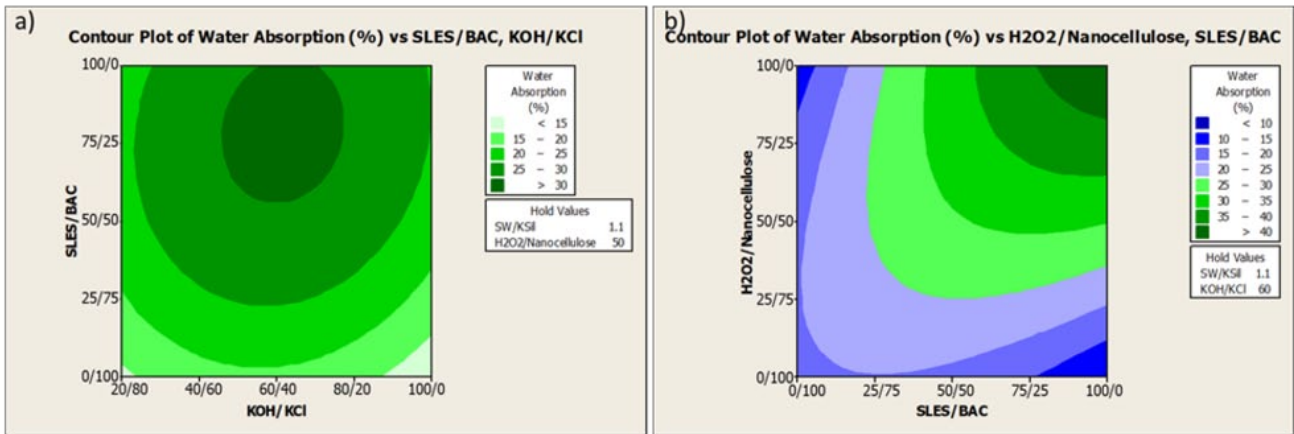 a)
Contour Plot of Water Absorption (%) vs SLES/BAC, KOH/KCl
100/0
75/25
50/50
25/75
0/100
SLES/BAC
20/80 40/60 60/40 80/20 100/0
KOH/KCl
Water
Absorption
(%)
< 15
15 – 20
20 – 25
25 – 30
> 30
Hold Values
SW/KSil 1.1
H2O2/Nanocellulose 50
b)
Contour Plot of Water Absorption (%) vs H2O2/Nanocellulose, SLES/BAC
100/0
75/25
50/50
25/75
0/100
H2O2/Nanocellulose
0/100 25/75 50/50 75/25 100/0
SLES/BAC
Water
Absorption
(%)
< 10
10 – 15
15 – 20
20 – 25
25 – 30
30 – 35
35 – 40
> 40
Hold Values
SW/KSil 1.1
KOH/KCl 60